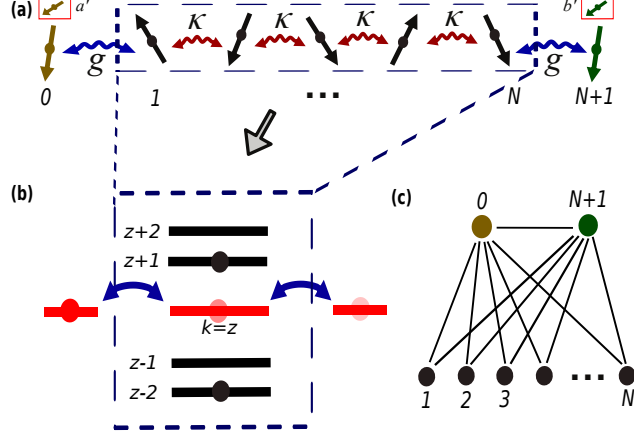 (a) a′ κ κ κ κ b′
g g
0 1 ... N N+1
(b) (c)
0 N+1
z+2
z+1
k=z
z-1
z-2
1 2 3 ... N